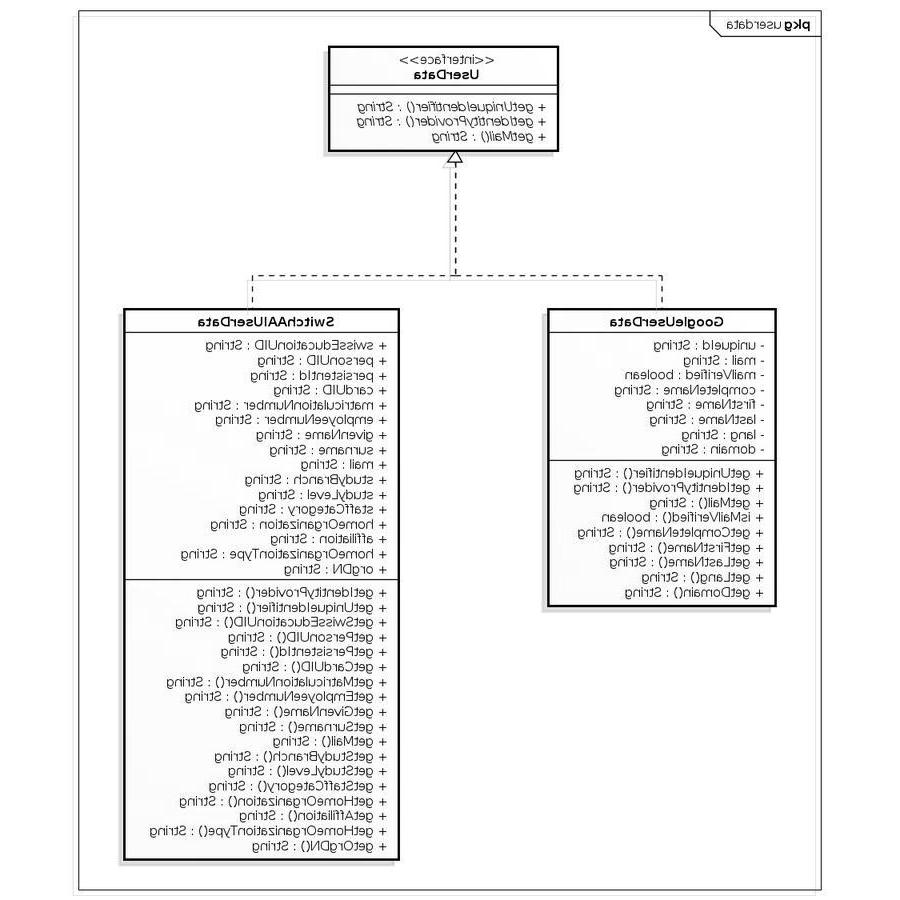 pkg userdata
<<interface>>
UserData
+ getUniqueIdentifier() : String
+ getIdentityProvider() : String
+ getMail() : String
GoogleUserData
- uniqueId : String
- mail : String
- mailVerified : boolean
- completeName : String
- firstName : String
- lastName : String
- lang : String
- domain : String
+ getUniqueIdentifier() : String
+ getIdentityProvider() : String
+ getMail() : String
+ isMailVerified() : boolean
+ getCompleteName() : String
+ getFirstName() : String
+ getLastName() : String
+ getLang() : String
+ getDomain() : String
SwitchAAIUserData
+ swissEducationUID : String
+ personUID : String
+ persistentId : String
+ cardUID : String
+ matriculationNumber : String
+ employeeNumber : String
+ givenName : String
+ surname : String
+ mail : String
+ studyBranch : String
+ studyLevel : String
+ staffCategory : String
+ homeOrganization : String
+ affiliation : String
+ homeOrganizationType : String
+ orgDN : String
+ getIdentityProvider() : String
+ getUniqueIdentifier() : String
+ getSwissEducationUID() : String
+ getPersonUID() : String
+ getPersistentId() : String
+ getCardUID() : String
+ getMatriculationNumber() : String
+ getEmployeeNumber() : String
+ getGivenName() : String
+ getSurname() : String
+ getMail() : String
+ getStudyBranch() : String
+ getStudyLevel() : String
+ getStaffCategory() : String
+ getHomeOrganization() : String
+ getAffiliation() : String
+ getHomeOrganizationType() : String
+ getOrgDN() : String